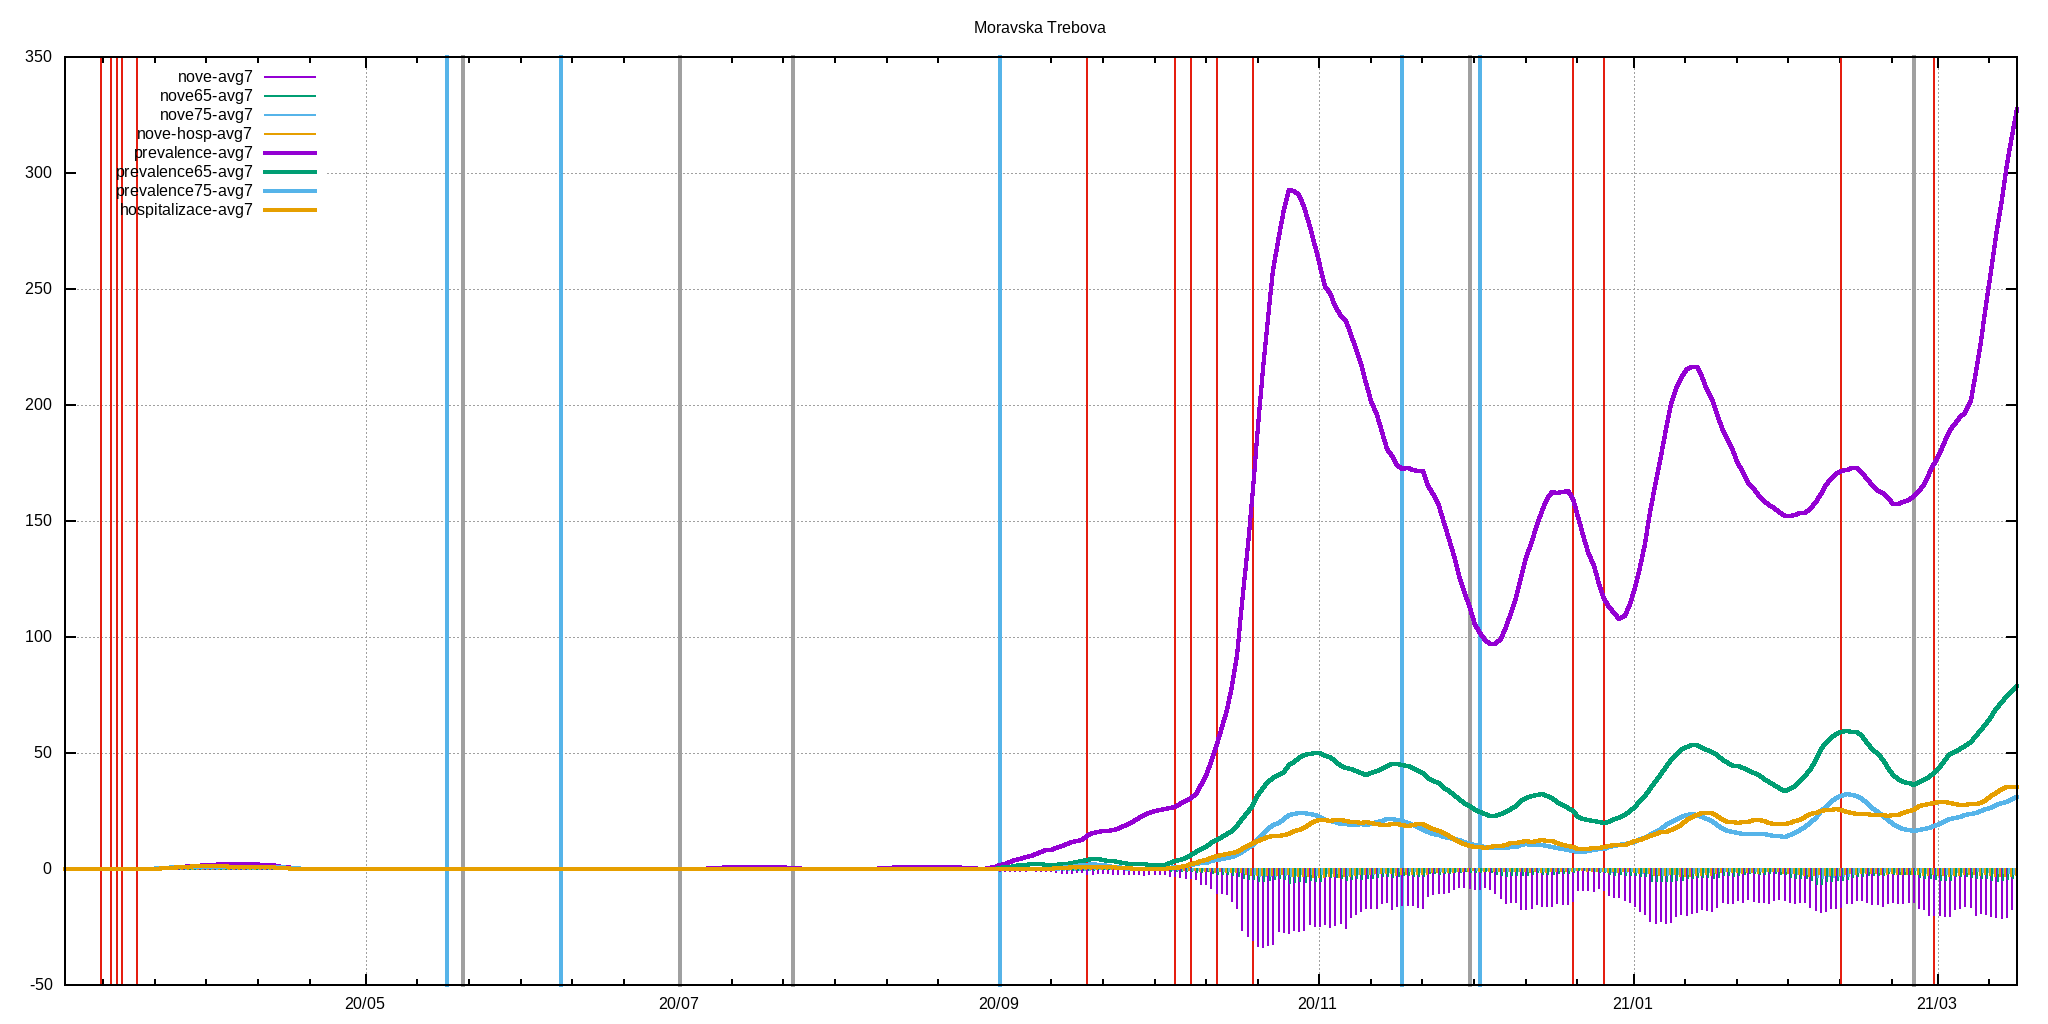 Moravska Trebova
350
300
250
200
150
100
50
0
-50
nove-avg7
nove65-avg7
nove75-avg7
nove-hosp-avg7
prevalence-avg7
prevalence65-avg7
prevalence75-avg7
hospitalizace-avg7
20/05 20/07 20/09 20/11 21/01 21/03